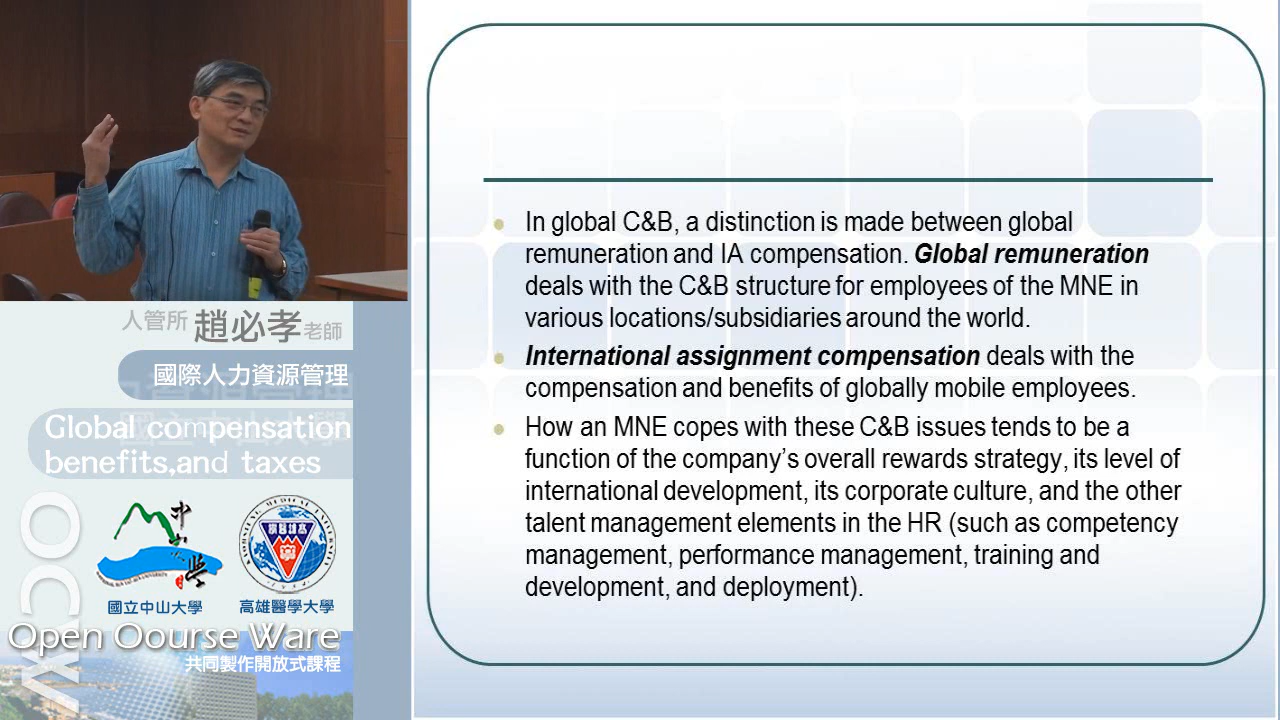 人管所 趙必孝老師
國際人力資源管理
Global compensation
benefits,and taxes
國立中山大學
高雄醫學大學
OCW
Open Oourse Ware
共同製作開放式課程
In global C&B, a distinction is made between global
remuneration and IA compensation. Global remuneration
deals with the C&B structure for employees of the MNE in
various locations/subsidiaries around the world.
International assignment compensation deals with the
compensation and benefits of globally mobile employees.
How an MNE copes with these C&B issues tends to be a
function of the company's overall rewards strategy, its level of
international development, its corporate culture, and the other
talent management elements in the HR (such as competency
management, performance management, training and
development, and deployment).